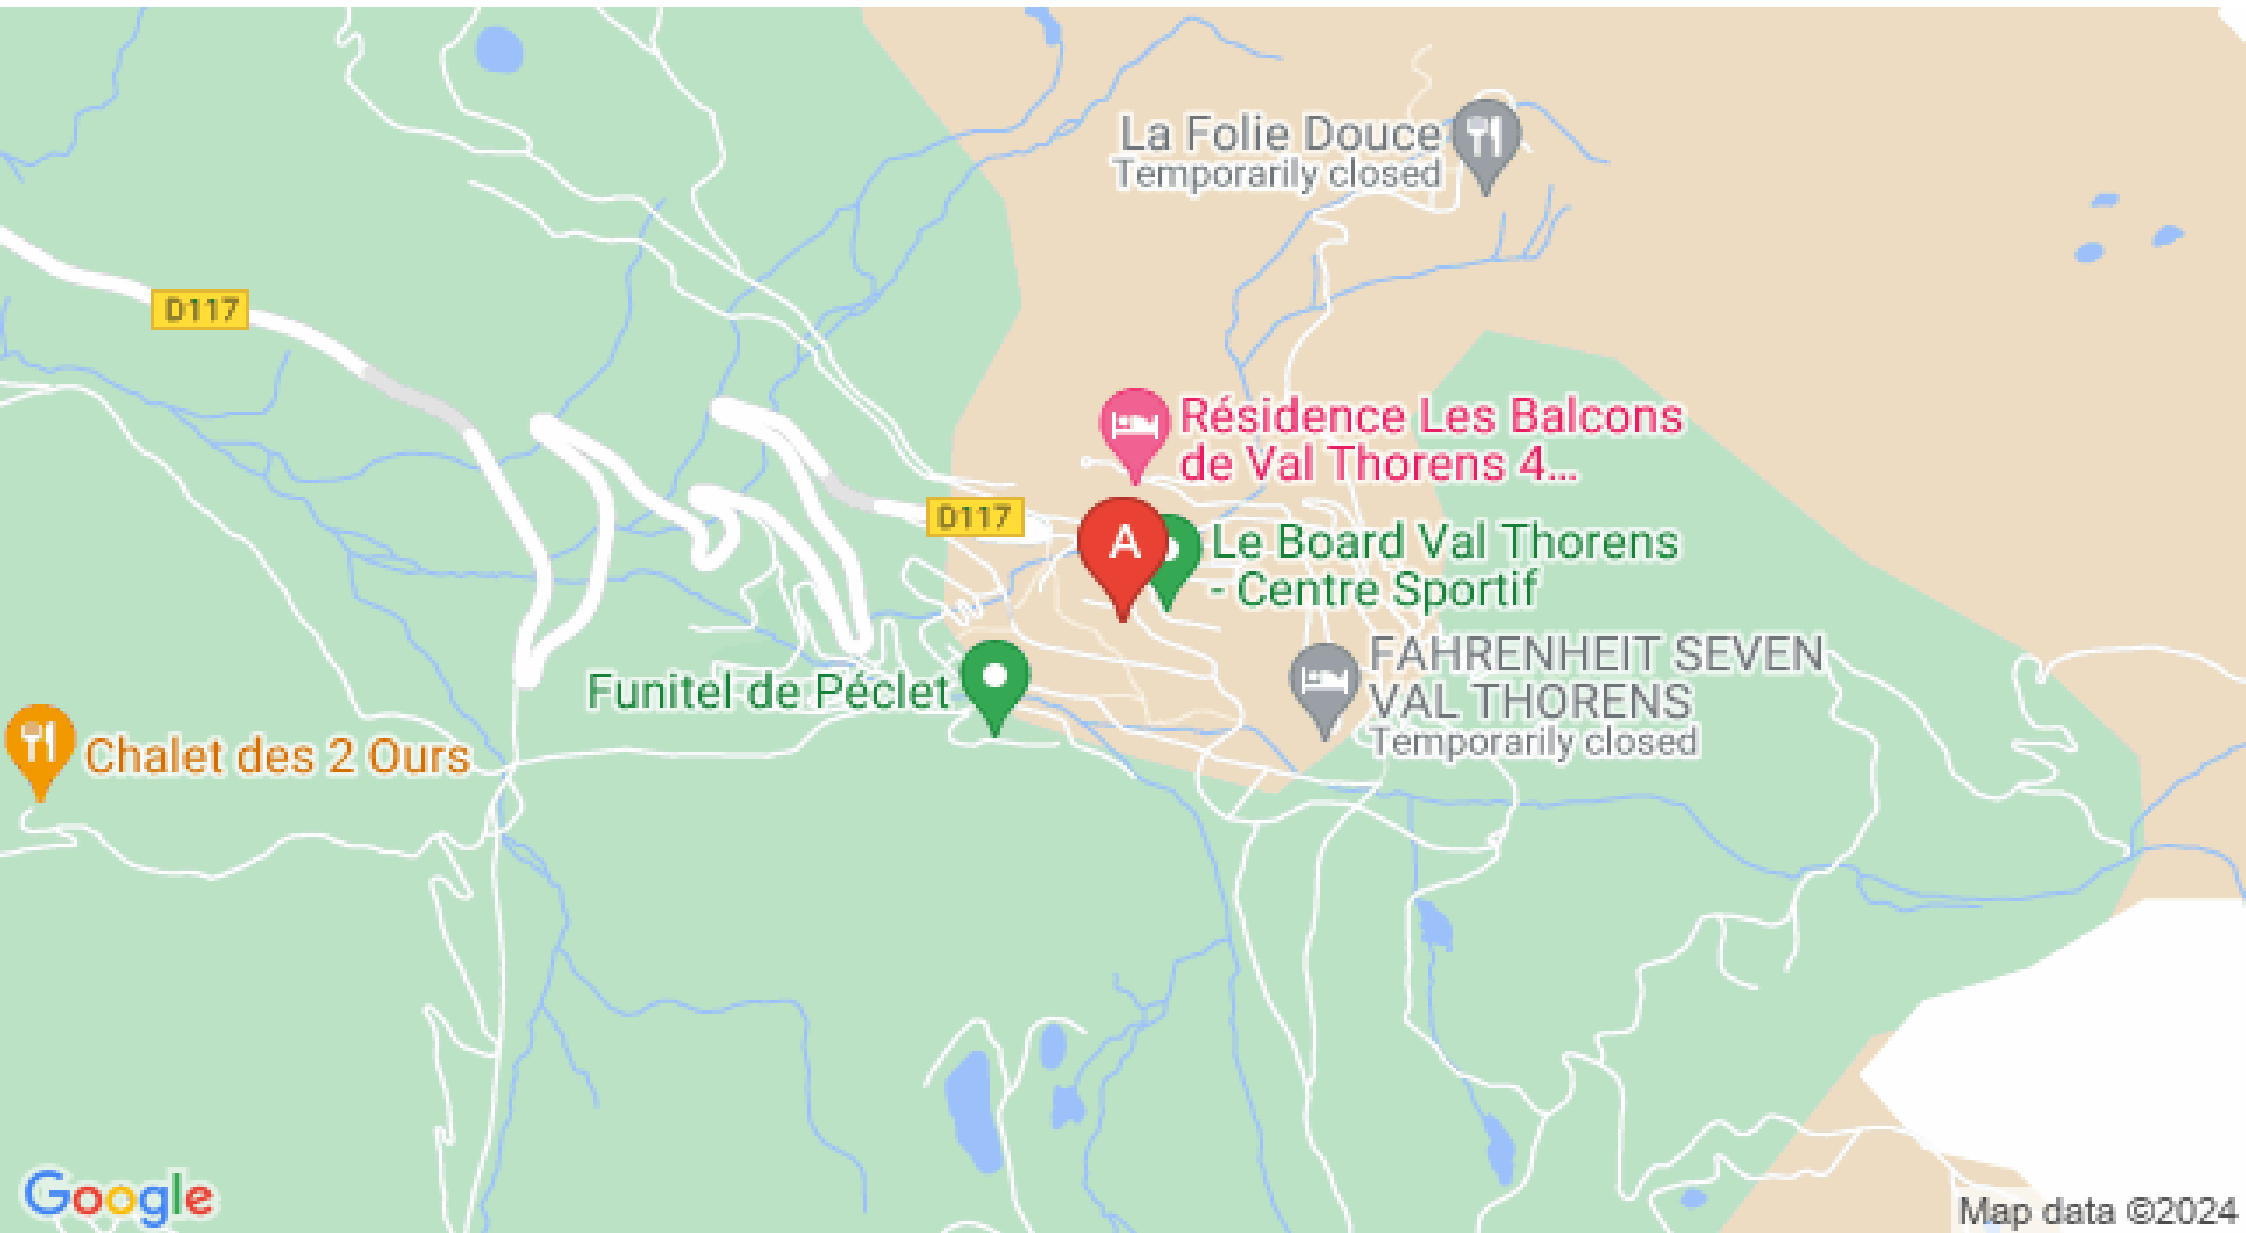 La Folie Douce
Temporarily closed
D117
Résidence Les Balcons
de Val Thorens 4...
D117
A
Le Board Val Thorens
- Centre Sportif
FAHRENHEIT SEVEN
VAL THORENS
Temporarily closed
Funitel de Péclet
Chalet des 2 Ours
Google
Map data ©2024